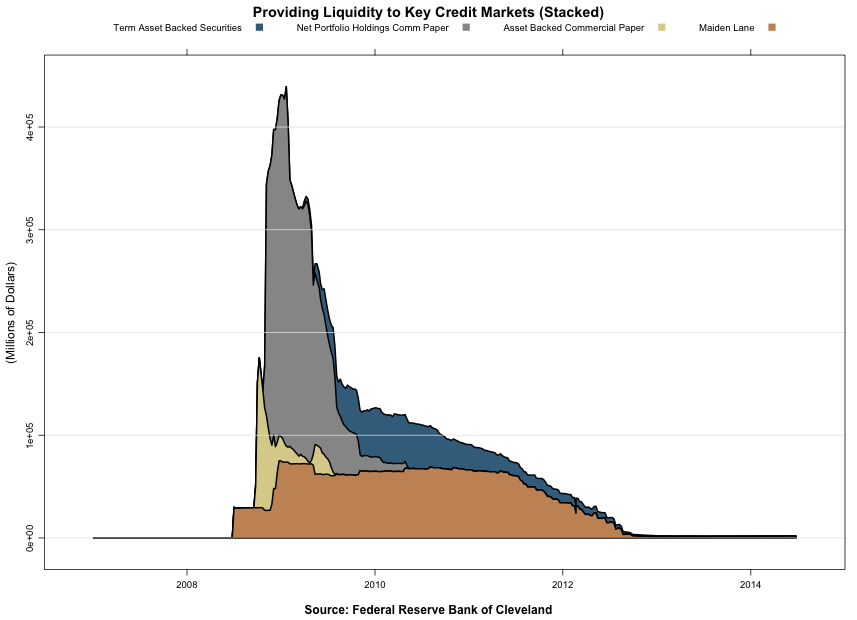 Providing Liquidity to Key Credit Markets (Stacked)
Term Asset Backed Securities Net Portfolio Holdings Comm Paper Asset Backed Commercial Paper Maiden Lane
4e+05
3e+05
2e+05
1e+05
0e+00
(Millions of Dollars)
2008 2010 2012 2014
Source: Federal Reserve Bank of Cleveland